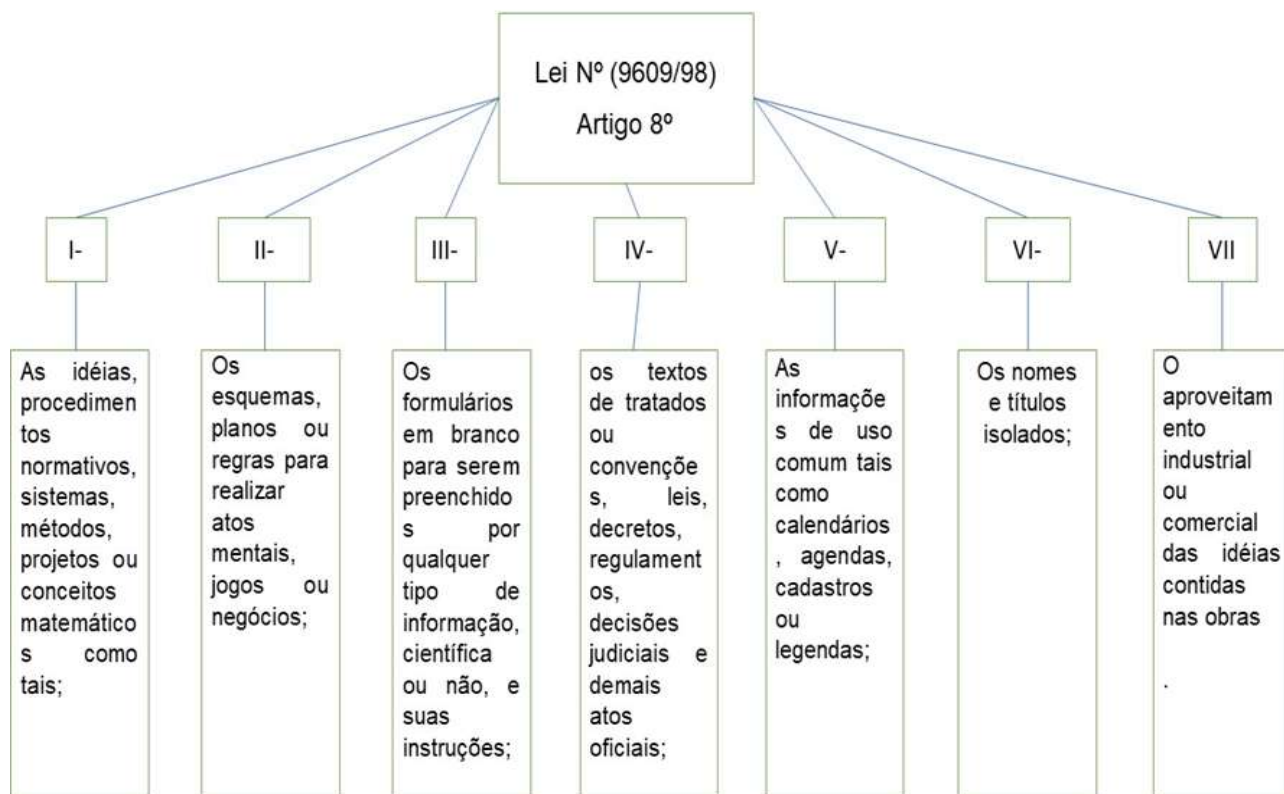 Lei Nº (9609/98)
Artigo 8º
I-
II-
III-
IV-
V-
VI-
VII
As idéias,
procedimen
tos
normativos,
sistemas,
métodos,
projetos ou
conceitos
matemático
s como
tais;
Os
esquemas,
planos ou
regras para
realizar
atos
mentais,
jogos ou
negócios;
Os
formulários
em branco
para serem
preenchido
s por
qualquer
tipo de
informação,
científica
ou não, e
suas
instruções;
os textos
de tratados
ou
convençõe
s, leis,
decretos,
regulament
os,
decisões
judiciais e
demais
atos
oficiais;
As
informaçõe
s de uso
comum tais
como
calendários
, agendas,
cadastros
ou
legendas;
Os nomes
e títulos
isolados;
O
aproveitam
ento
industrial
ou
comercial
das idéias
contidas
nas obras
.